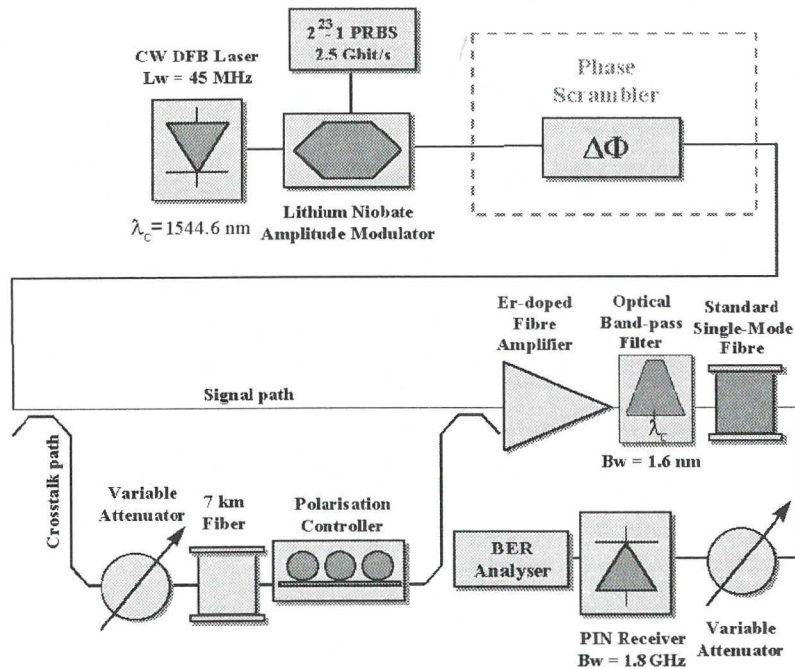 CW DFB Laser
Lw = 45 MHz
2²³-1 PRBS
2.5 Gbit/s
Phase
Scrambler
ΔΦ
λc=1544.6 nm
Lithium Niobate
Amplitude Modulator
Er-doped
Fibre
Amplifier
Optical
Band-pass
Filter
Standard
Single-Mode
Fibre
Signal path
λc
Bw = 1.6 nm
Crosstalk path
Variable
Attenuator
7 km
Fiber
Polarisation
Controller
BER
Analyser
PIN Receiver
Bw = 1.8 GHz
Variable
Attenuator